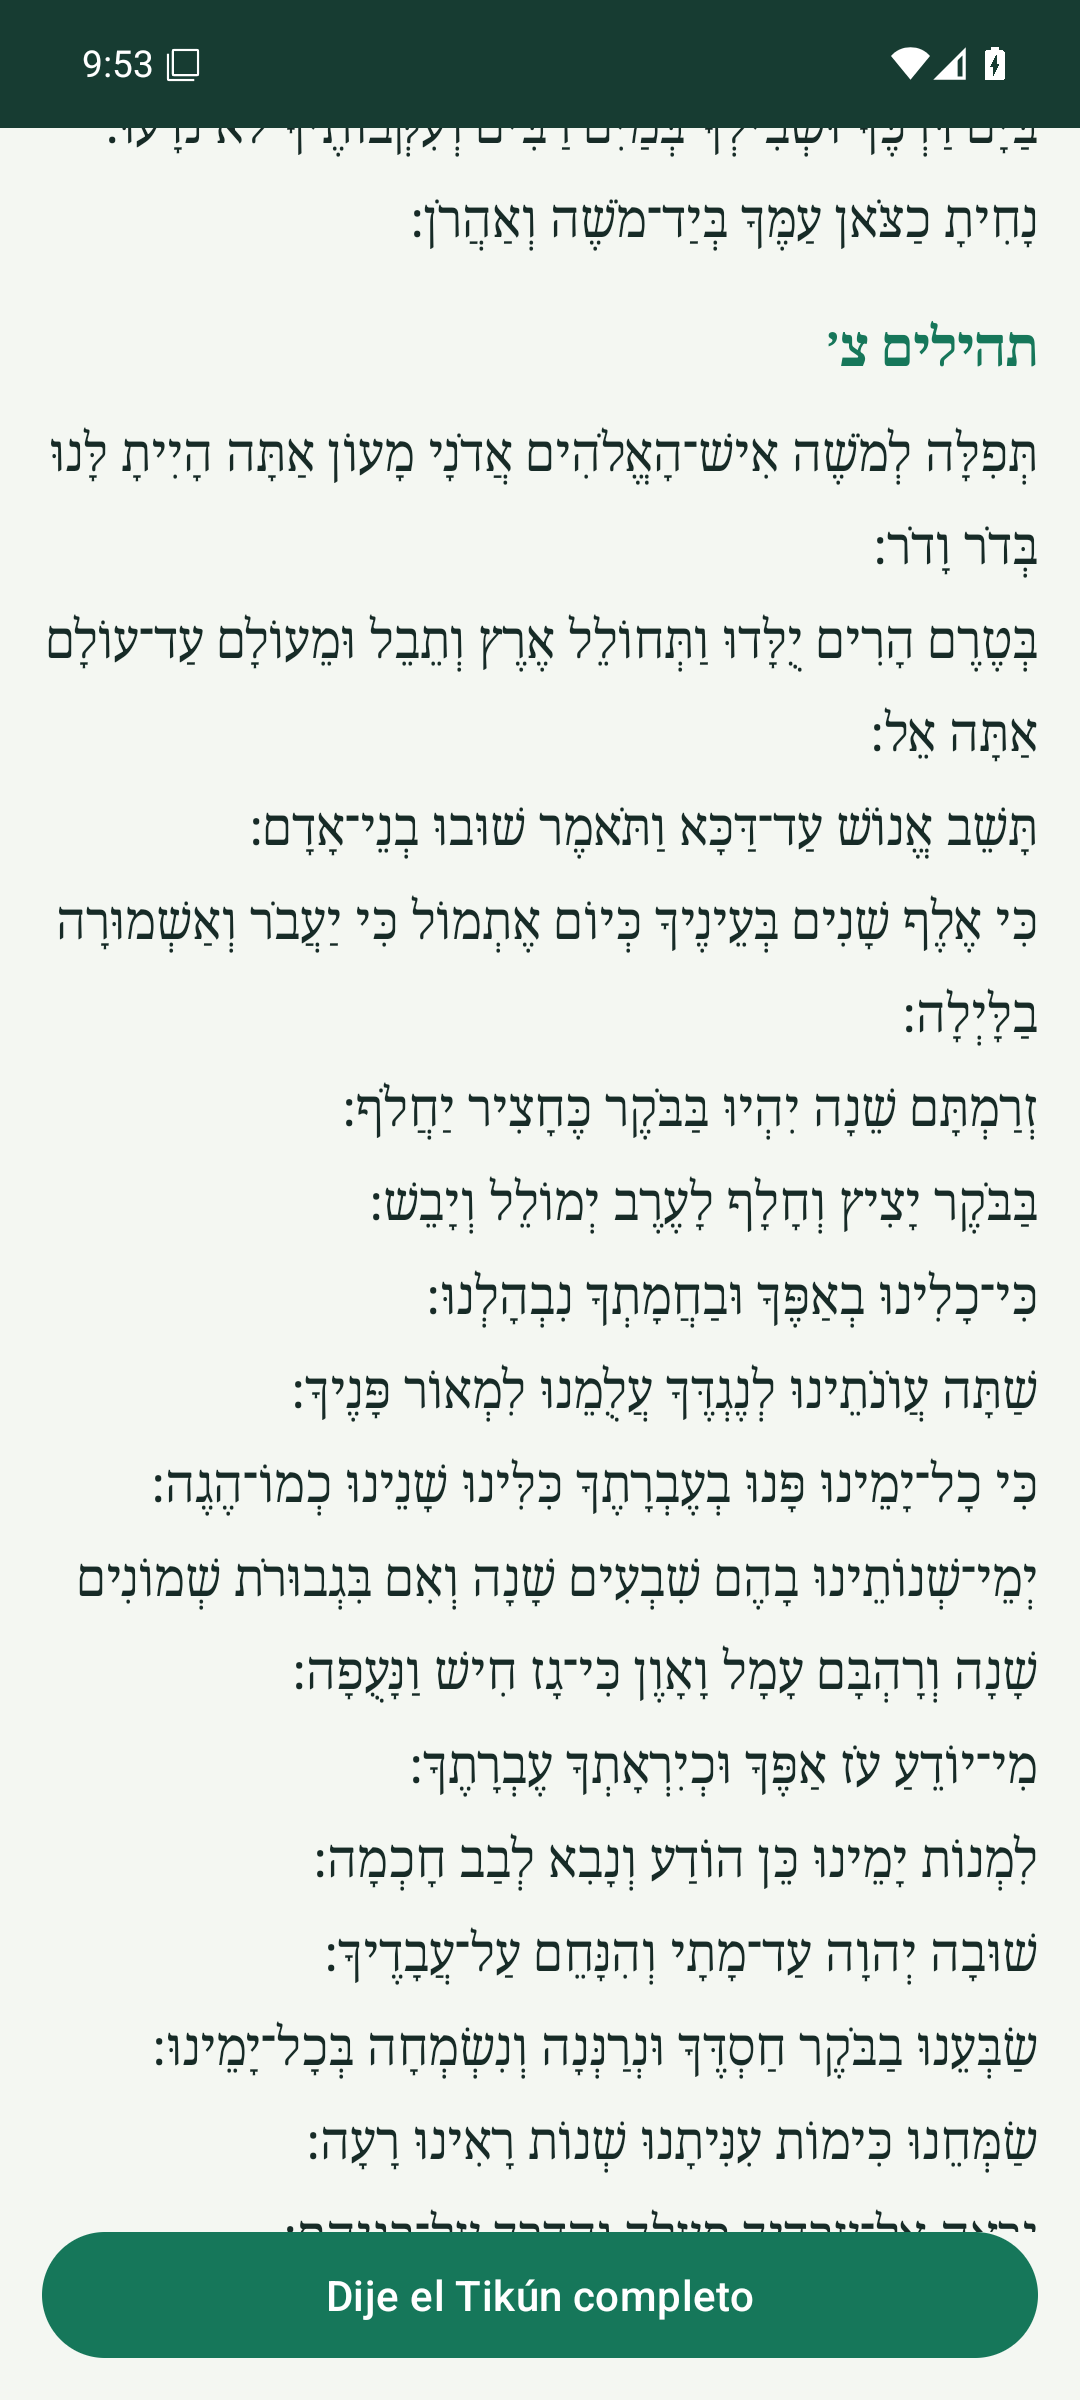 9:53
נָחִיתָ כַצֹּאן עַמֶּךָ בְּיַד־מֹשֶׁה וְאַהֲרֹן:
תהילים צ׳
תְּפִלָּה לְמֹשֶׁה אִישׁ־הָאֱלֹהִים אֲדֹנָי מָעוֹן אַתָּה הָיִיתָ לָּנוּ
בְּדֹר וָדֹר:
בְּטֶרֶם הָרִים יֻלָּדוּ וַתְּחוֹלֵל אֶרֶץ וְתֵבֵל וּמֵעוֹלָם עַד־עוֹלָם
אַתָּה אֵל:
תָּשֵׁב אֱנוֹשׁ עַד־דַּכָּא וַתֹּאמֶר שׁוּבוּ בְנֵי־אָדָם:
כִּי אֶלֶף שָׁנִים בְּעֵינֶיךָ כְּיוֹם אֶתְמוֹל כִּי יַעֲבֹר וְאַשְׁמוּרָה
בַלָּיְלָה:
זְרַמְתָּם שֵׁנָה יִהְיוּ בַּבֹּקֶר כֶּחָצִיר יַחֲלֹף:
בַּבֹּקֶר יָצִיץ וְחָלָף לָעֶרֶב יְמוֹלֵל וְיָבֵשׁ:
כִּי־כָלִינוּ בְאַפֶּךָ וּבַחֲמָתְךָ נִבְהָלְנוּ:
שַׁתָּה עֲוֺנֹתֵינוּ לְנֶגְדֶּךָ עֲלֻמֵנוּ לִמְאוֹר פָּנֶיךָ:
כִּי כָל־יָמֵינוּ פָּנוּ בְעֶבְרָתֶךָ כִּלִּינוּ שָׁנֵינוּ כְמוֹ־הֶגֶה:
יְמֵי־שְׁנוֹתֵינוּ בָהֶם שִׁבְעִים שָׁנָה וְאִם בִּגְבוּרֹת שְׁמוֹנִים
שָׁנָה וְרָהְבָּם עָמָל וָאָוֶן כִּי־גָז חִישׁ וַנָּעֻפָה:
מִי־יוֹדֵעַ עֹז אַפֶּךָ וּכְיִרְאָתְךָ עֶבְרָתֶךָ:
לִמְנוֹת יָמֵינוּ כֵּן הוֹדַע וְנָבִא לְבַב חָכְמָה:
שׁוּבָה יְהוָה עַד־מָתָי וְהִנָּחֵם עַל־עֲבָדֶיךָ:
שַׂבְּעֵנוּ בַבֹּקֶר חַסְדֶּךָ וּנְרַנְּנָה וְנִשְׂמְחָה בְּכָל־יָמֵינוּ:
שַׂמְּחֵנוּ כִּימוֹת עִנִּיתָנוּ שְׁנוֹת רָאִינוּ רָעָה:
Dije el Tikún completo